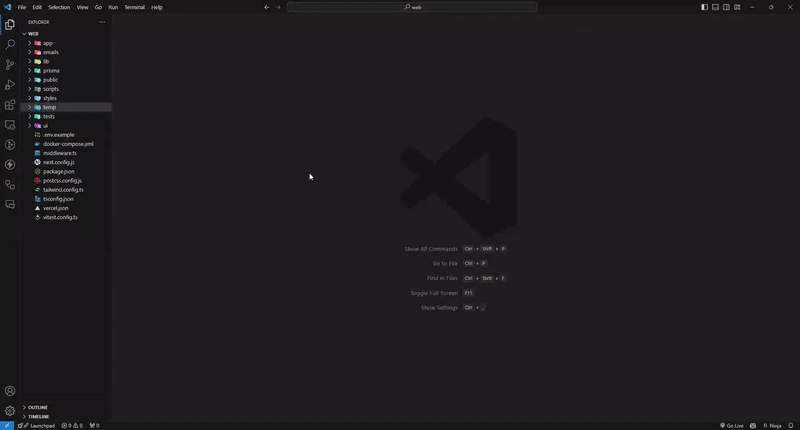 File Edit Selection View Go Run Terminal Help
web
EXPLORER
WEB
app
emails
lib
prisma
public
scripts
styles
temp
tests
ui
.env.example
docker-compose.yml
middleware.ts
next.config.js
package.json
postcss.config.js
tailwind.config.ts
tsconfig.json
vercel.json
vitest.config.ts
Show All Commands Ctrl + Shift + P
Go to File Ctrl + P
Find in Files Ctrl + Shift + F
Toggle Full Screen F11
Show Settings Ctrl + ,
OUTLINE
TIMELINE
Launchpad 0 0 0 Go Live Ninja